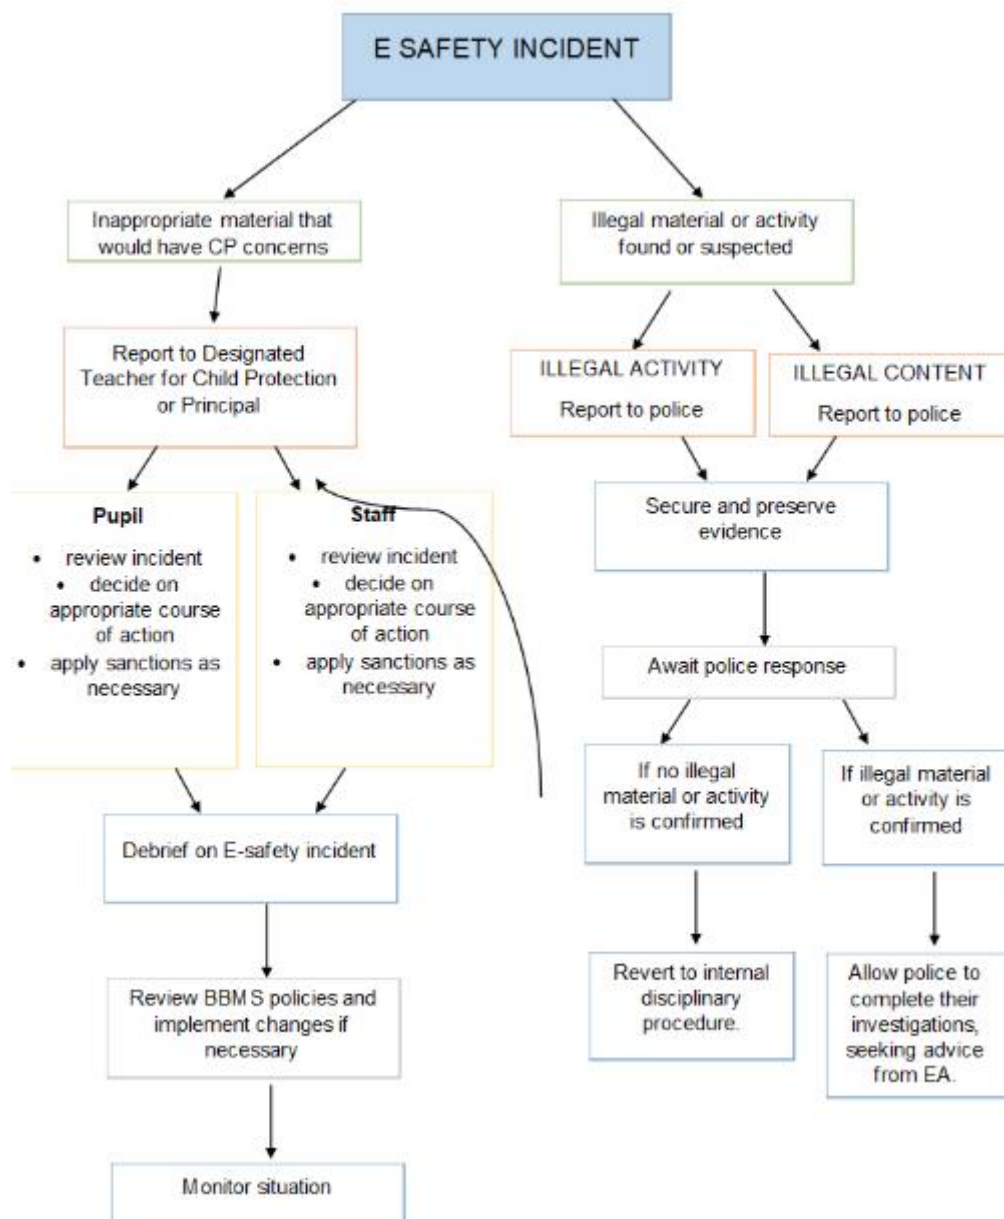 E SAFETY INCIDENT
Inappropriate material that
would have CP concerns
Illegal material or activity
found or suspected
Report to Designated
Teacher for Child Protection
or Principal
ILLEGAL ACTIVITY
Report to police
ILLEGAL CONTENT
Report to police
Pupil
• review incident
• decide on
appropriate course
of action
• apply sanctions as
necessary
Staff
• review incident
• decide on
appropriate course
of action
• apply sanctions as
necessary
Secure and preserve
evidence
Await police response
If no illegal
material or activity
is confirmed
If illegal material
or activity is
confirmed
Debrief on E-safety incident
Revert to internal
disciplinary
procedure.
Allow police to
complete their
investigations,
seeking advice
from EA.
Review BBMS policies and
implement changes if
necessary
Monitor situation